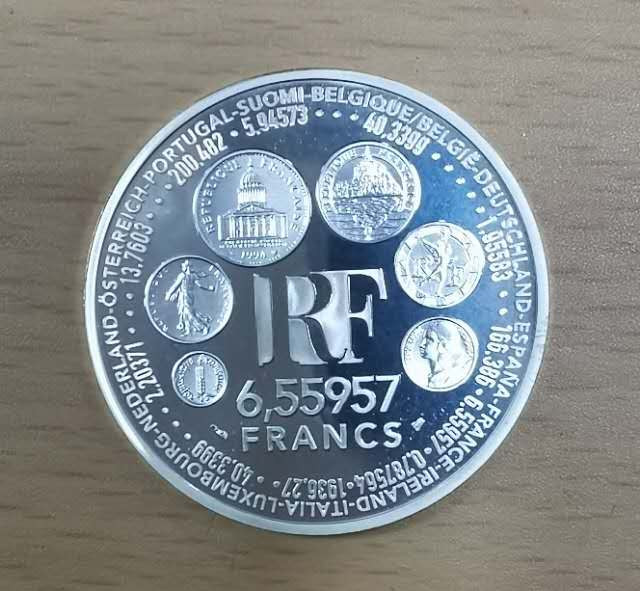 BELGIQUE/BELGIË-DEUTSCHLAND-ESPAÑA-FRANCE-IRELAND-ITALIA-LUXEMBOURG-NEDERLAND-ÖSTERREICH-PORTUGAL-SUOMI-
40.3399 ••• 1.95583 ••• 166.386 • 6.55957 • 0.787564 • 1936.27 • 40.3399 ••• 2.20371 ••• 13.7603 ••• 200.482 • 5.94573 •••
REPUBLIQUE FRANÇAISE
RF
6,55957
FRANCS